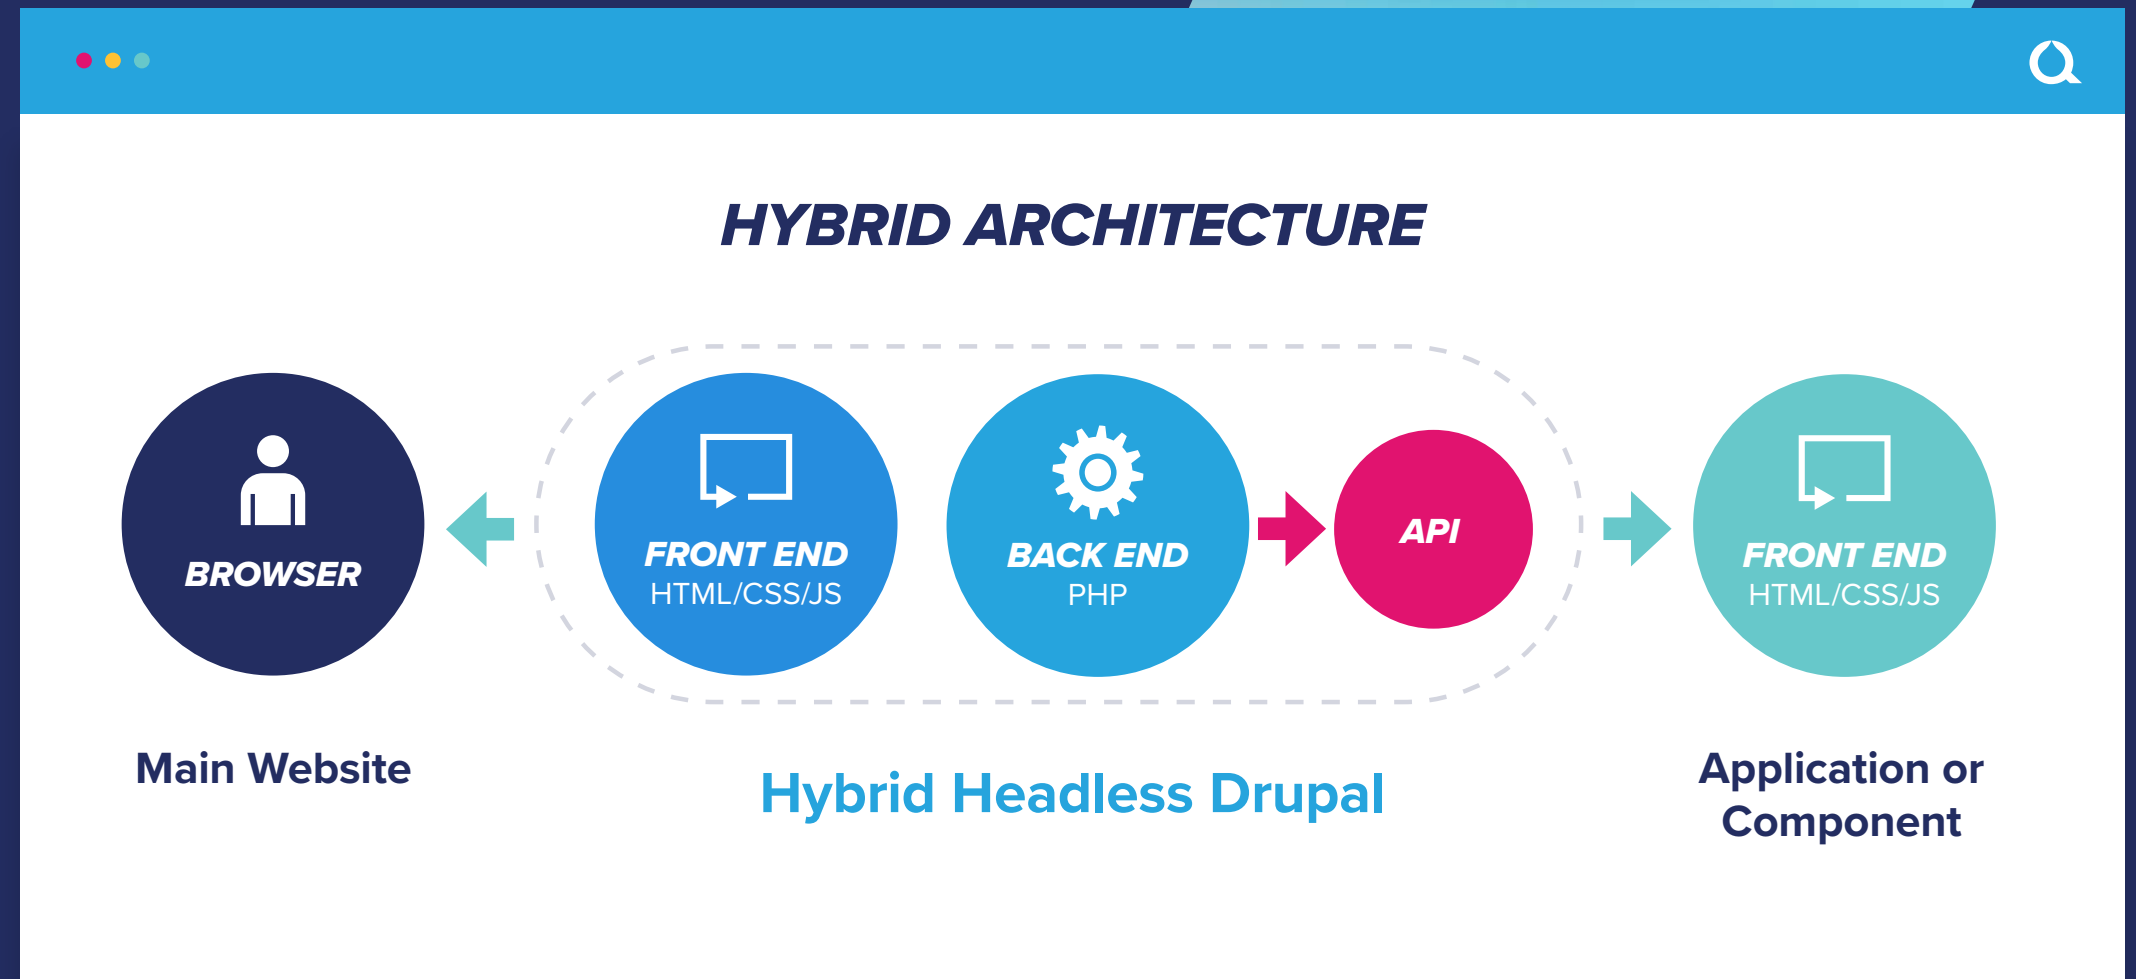 HYBRID ARCHITECTURE
BROWSER
FRONT END
HTML/CSS/JS
BACK END
PHP
API
FRONT END
HTML/CSS/JS
Main Website
Hybrid Headless Drupal
Application or
Component